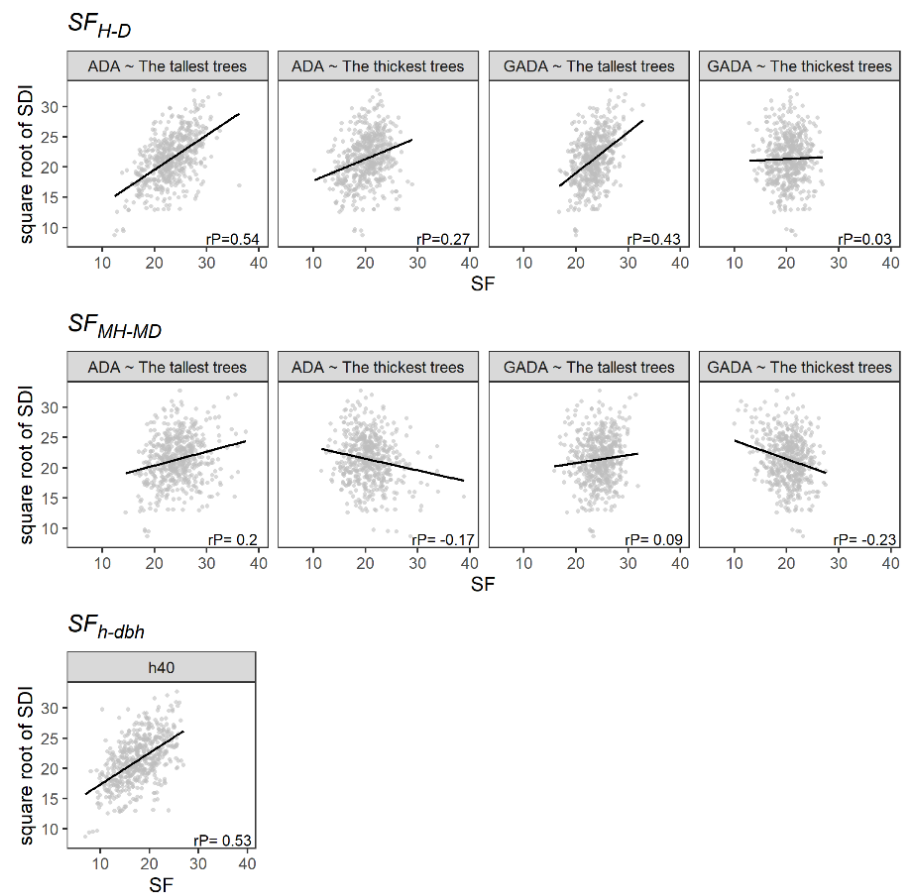 SF H-D
ADA ~ The tallest trees ADA ~ The thickest trees GADA ~ The tallest trees GADA ~ The thickest trees
square root of SDI
30
25
20
15
10
rP=0.54 rP=0.27 rP=0.43 rP=0.03
10 20 30 40 10 20 30 40 10 20 30 40 10 20 30 40
SF
SF MH-MD
ADA ~ The tallest trees ADA ~ The thickest trees GADA ~ The tallest trees GADA ~ The thickest trees
square root of SDI
30
25
20
15
10
rP= 0.2 rP= -0.17 rP= 0.09 rP= -0.23
10 20 30 40 10 20 30 40 10 20 30 40 10 20 30 40
SF
SF h-dbh
h40
square root of SDI
30
25
20
15
10
rP= 0.53
10 20 30 40
SF